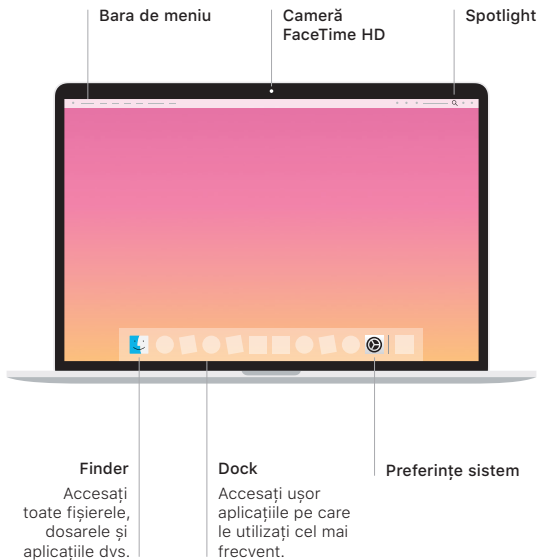 Bara de meniu
Cameră
FaceTime HD
Spotlight
Finder
Accesați
toate fișierele,
dosarele și
aplicațiile dvs.
Dock
Accesați ușor
aplicațiile pe care
le utilizați cel mai
frecvent.
Preferințe sistem